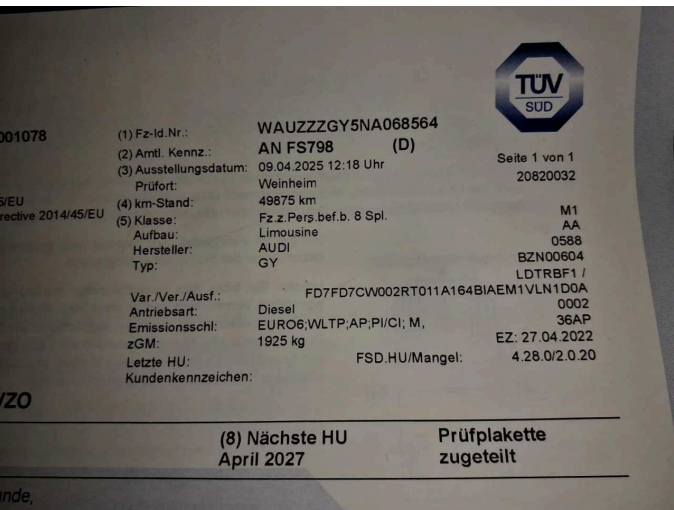 TÜV
SÜD
001078
(1) Fz-Id.Nr.: WAUZZZGY5NA068564
(2) Amtl. Kennz.: AN FS798 (D)
(3) Ausstellungsdatum: 09.04.2025 12:18 Uhr Seite 1 von 1
Prüfort: Weinheim 20820032
5/EU (4) km-Stand: 49875 km
rective 2014/45/EU (5) Klasse: Fz.z.Pers.bef.b. 8 Spl. M1
Aufbau: Limousine AA
Hersteller: AUDI 0588
Typ: GY BZN00604
LDTRBF1 /
Var./Ver./Ausf.: FD7FD7CW002RT011A164BIAEM1VLN1D0A
Antriebsart: Diesel 0002
Emissionsschl: EURO6;WLTP;AP;PI/CI; M, 36AP
zGM: 1925 kg EZ: 27.04.2022
Letzte HU: FSD.HU/Mangel: 4.28.0/2.0.20
Kundenkennzeichen:
/ZO
(8) Nächste HU Prüfplakette
April 2027 zugeteilt
unde,